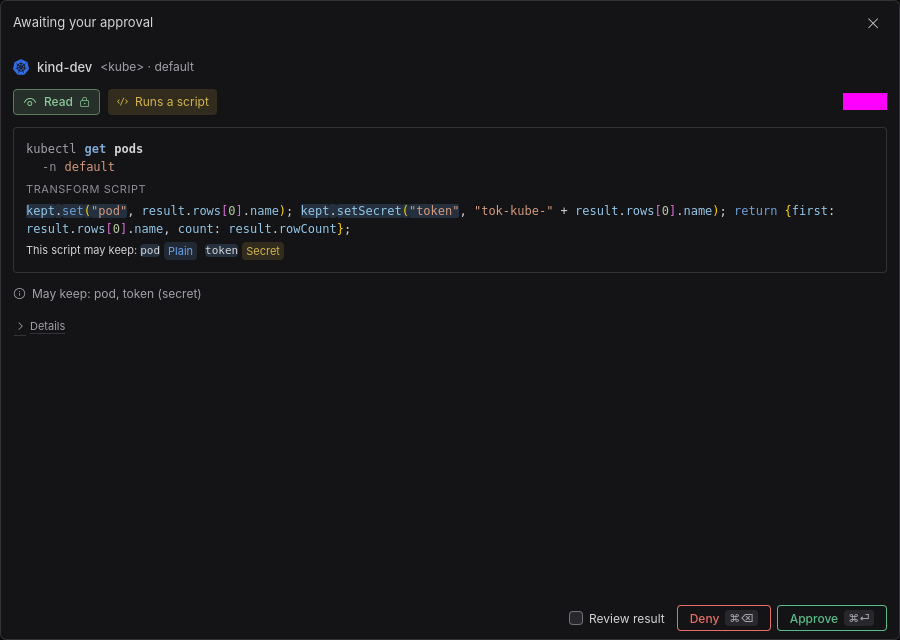 Awaiting your approval
kind-dev <kube> · default
Read Runs a script
kubectl get pods
-n default
TRANSFORM SCRIPT
kept.set("pod", result.rows[0].name); kept.setSecret("token", "tok-kube-" + result.rows[0].name); return {first:
result.rows[0].name, count: result.rowCount};
This script may keep: pod Plain token Secret
May keep: pod, token (secret)
Details
Review result Deny ⌘⌫ Approve ⌘⏎